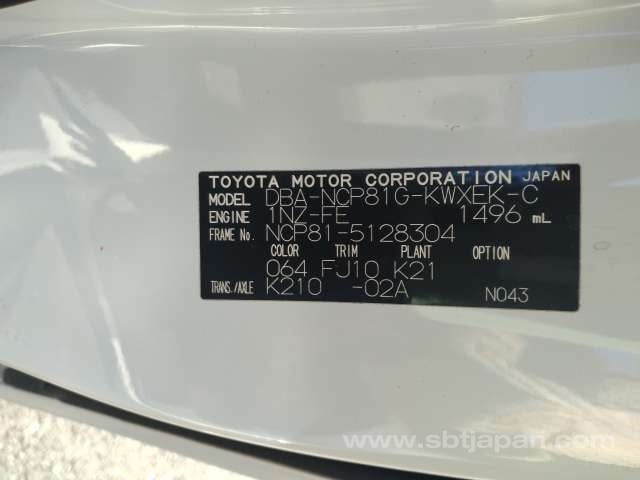 TOYOTA MOTOR CORPORATION JAPAN
MODEL DBA-NCP81G-KWXEK-C
ENGINE 1NZ-FE 1496 mL
FRAME No. NCP81-5128304
COLOR TRIM PLANT OPTION
064 FJ10 K21
TRANS./AXLE K210 -02A N043
www.sbtjapan.com